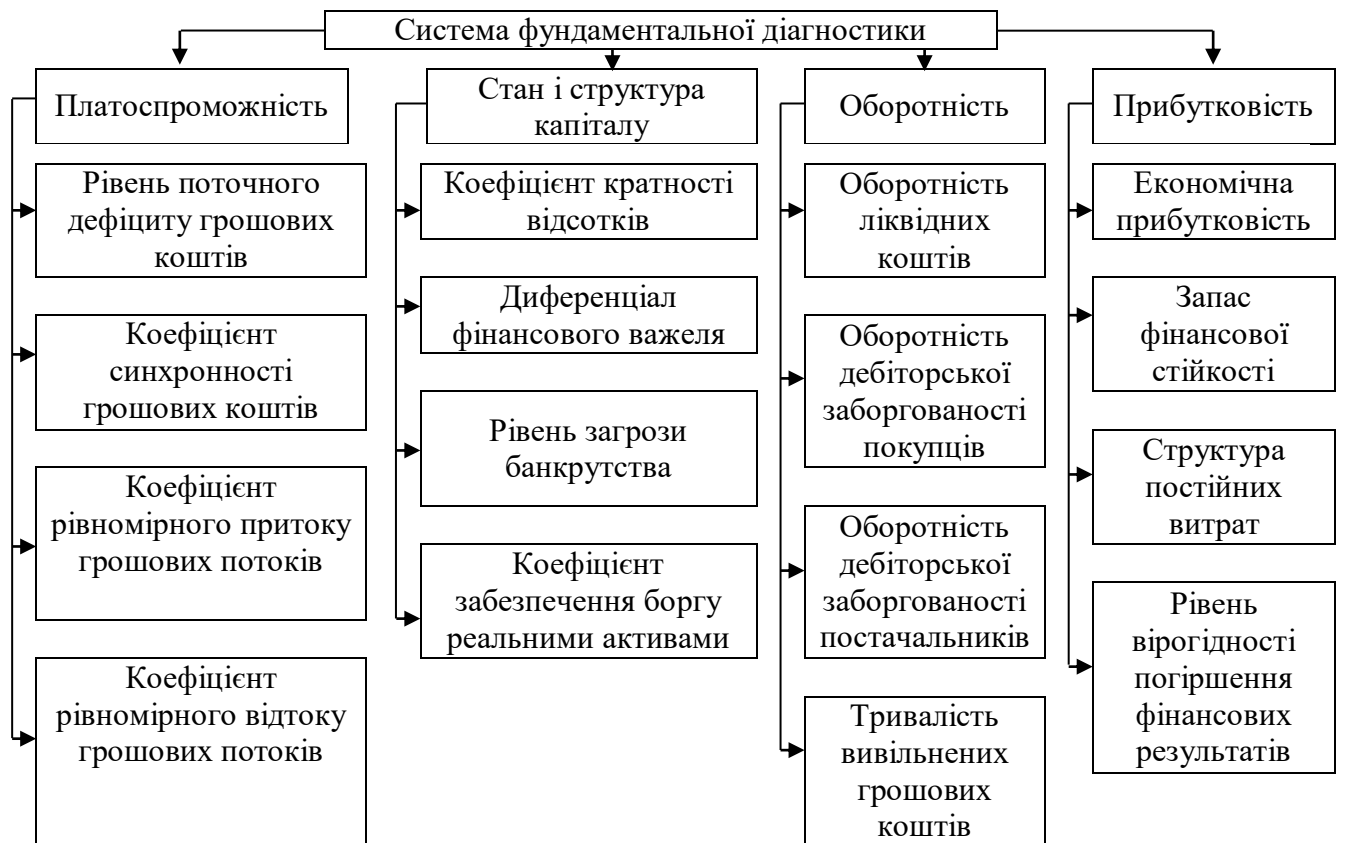 Система фундаментальної діагностики
Платоспроможність
Рівень поточного
дефіциту грошових
коштів
Коефіцієнт
синхронності
грошових коштів
Коефіцієнт
рівномірного притоку
грошових потоків
Коефіцієнт
рівномірного відтоку
грошових потоків
Стан і структура
капіталу
Коефіцієнт кратності
відсотків
Диференціал
фінансового важеля
Рівень загрози
банкрутства
Коефіцієнт
забезпечення боргу
реальними активами
Оборотність
Оборотність
ліквідних
коштів
Оборотність
дебіторської
заборгованості
покупців
Оборотність
дебіторської
заборгованості
постачальників
Тривалість
вивільнених
грошових
коштів
Прибутковість
Економічна
прибутковість
Запас
фінансової
стійкості
Структура
постійних
витрат
Рівень
вірогідності
погіршення
фінансових
результатів